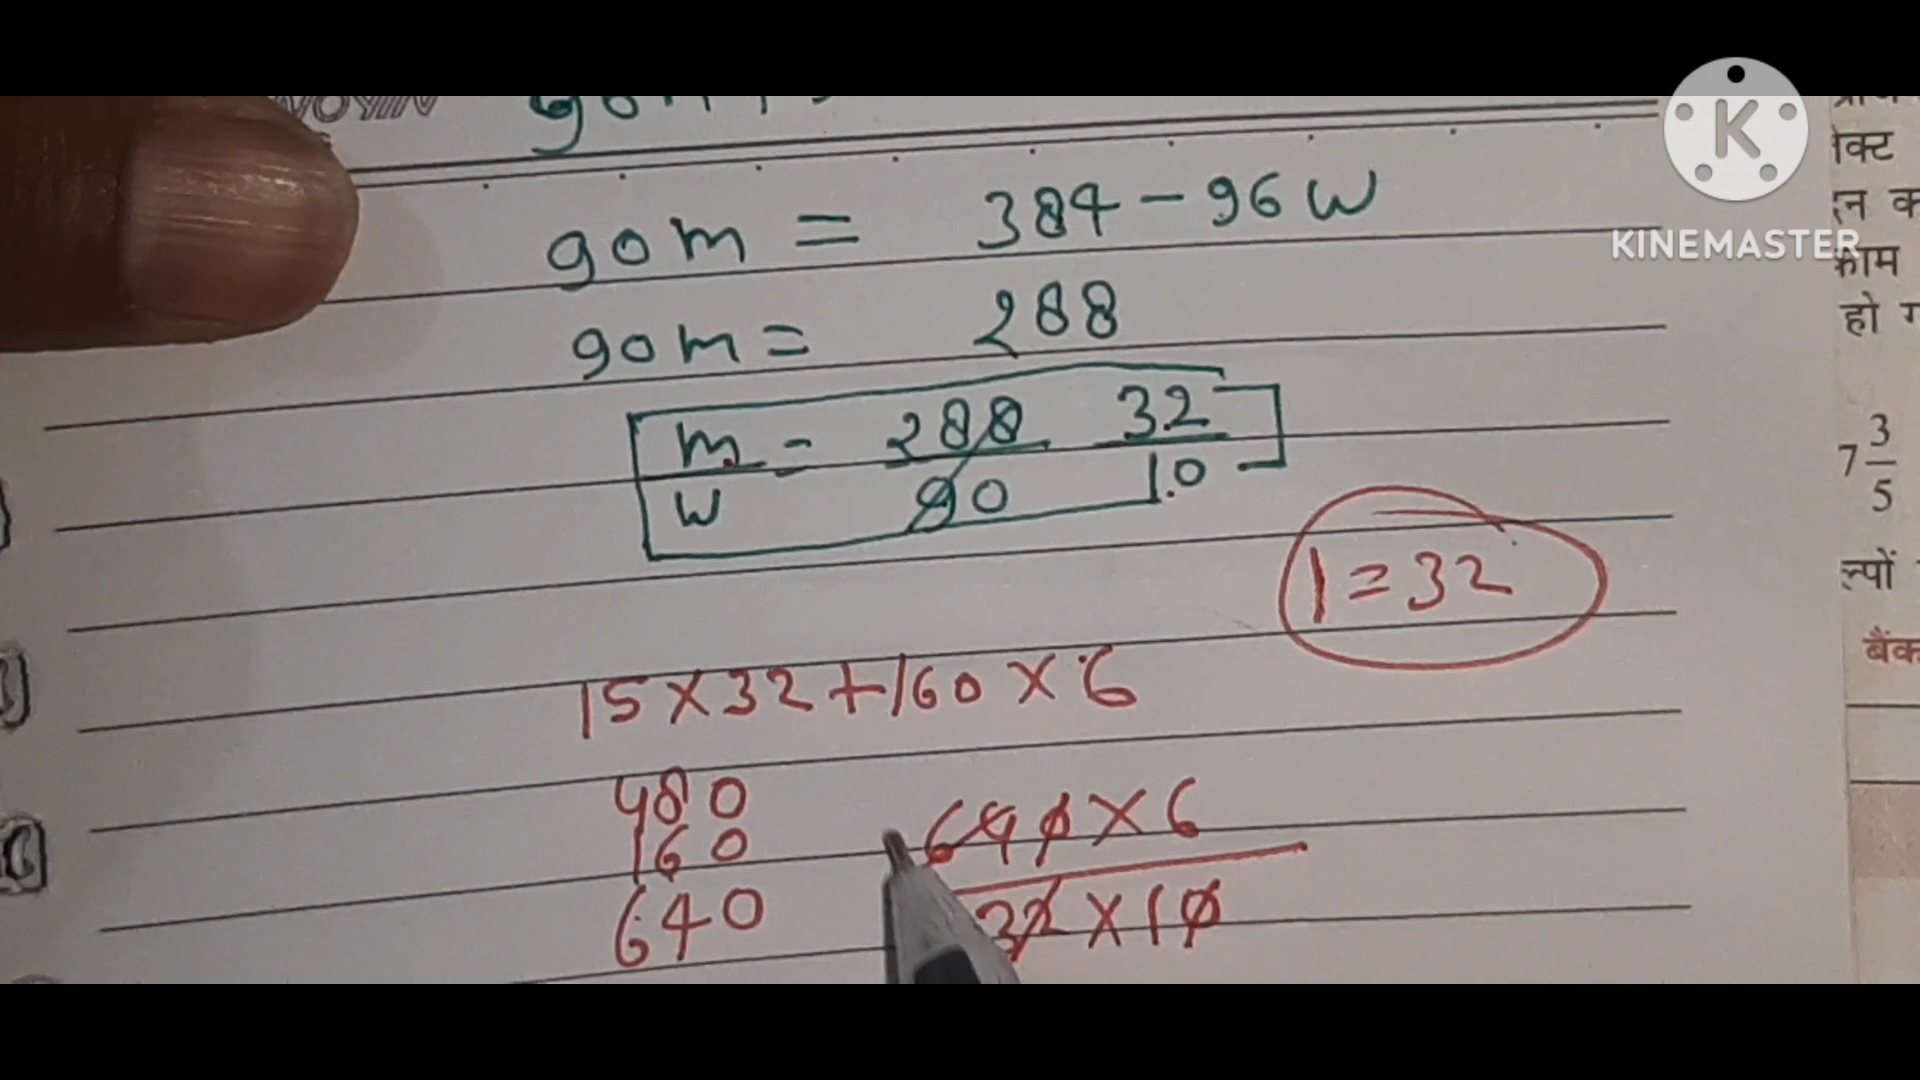 90m = 384 - 96W
90m = 288
m - 288 32
W 90 10
1 = 32
15 × 32 + 160 × 6
480
160
640
640 × 6
32 × 10
KINEMASTER
काम
7 3/5